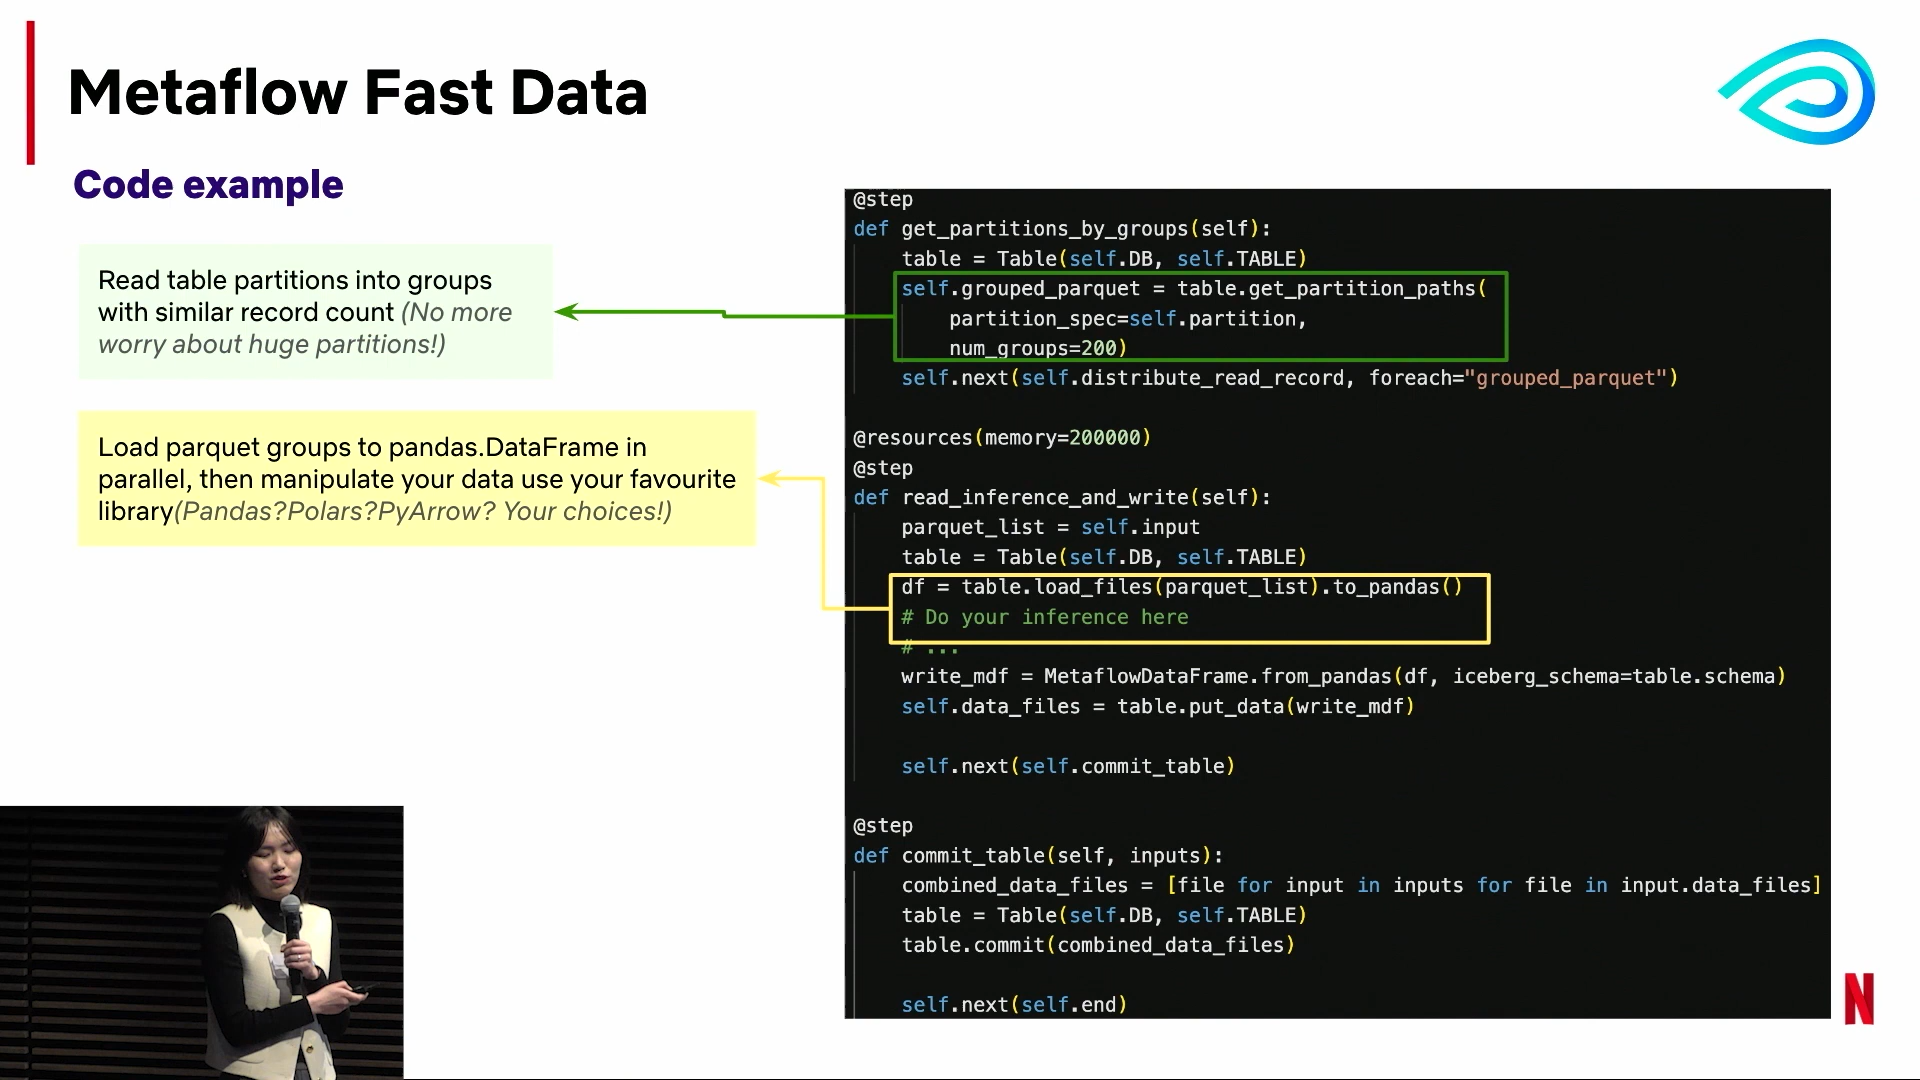 Metaflow Fast Data
Code example
Read table partitions into groups
with similar record count (No more
worry about huge partitions!)
Load parquet groups to pandas.DataFrame in
parallel, then manipulate your data use your favourite
library(Pandas?Polars?PyArrow? Your choices!)
@step
def get_partitions_by_groups(self):
    table = Table(self.DB, self.TABLE)
    self.grouped_parquet = table.get_partition_paths(
        partition_spec=self.partition,
        num_groups=200)
    self.next(self.distribute_read_record, foreach="grouped_parquet")
@resources(memory=200000)
@step
def read_inference_and_write(self):
    parquet_list = self.input
    table = Table(self.DB, self.TABLE)
    df = table.load_files(parquet_list).to_pandas()
    # Do your inference here
    # ...
    write_mdf = MetaflowDataFrame.from_pandas(df, iceberg_schema=table.schema)
    self.data_files = table.put_data(write_mdf)
    self.next(self.commit_table)
@step
def commit_table(self, inputs):
    combined_data_files = [file for input in inputs for file in input.data_files]
    table = Table(self.DB, self.TABLE)
    table.commit(combined_data_files)
    self.next(self.end)
N